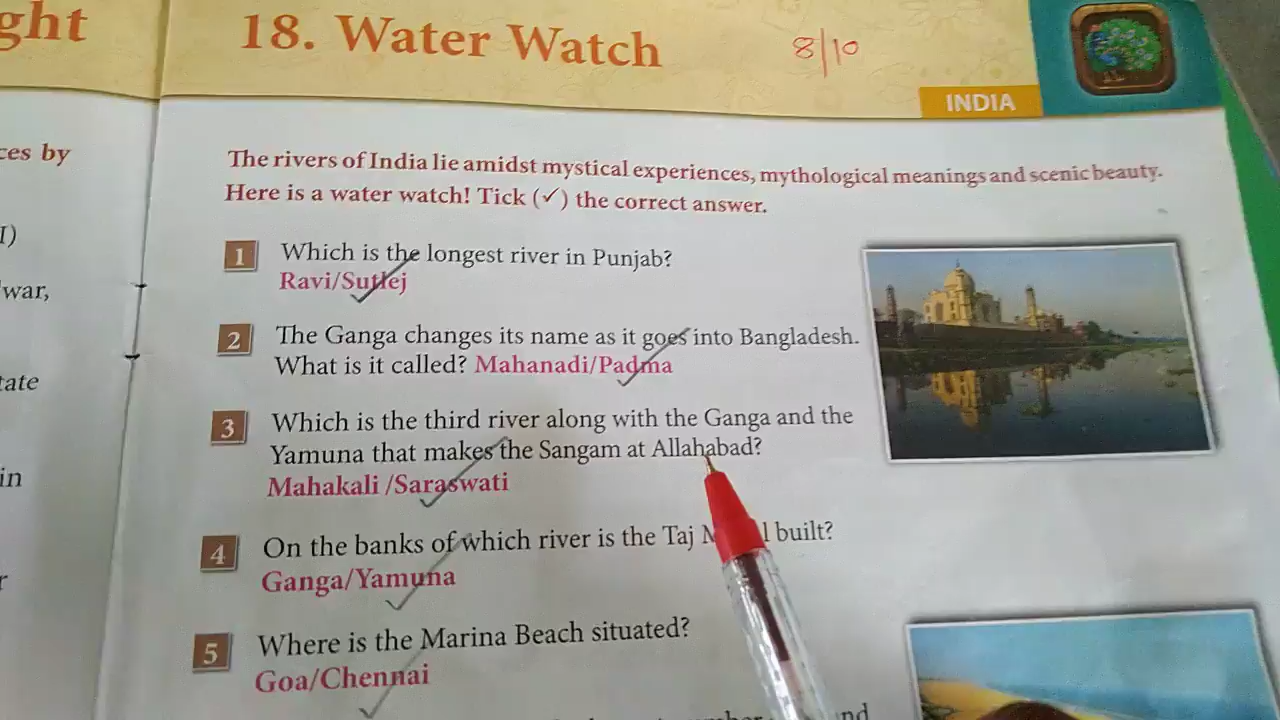 ght
18. Water Watch
8/10
INDIA
ces by
The rivers of India lie amidst mystical experiences, mythological meanings and scenic beauty.
Here is a water watch! Tick (✓) the correct answer.
I)
war,
tate
in
r
1 Which is the longest river in Punjab?
Ravi/Sutlej
2 The Ganga changes its name as it goes into Bangladesh.
What is it called? Mahanadi/Padma
3 Which is the third river along with the Ganga and the
Yamuna that makes the Sangam at Allahabad?
Mahakali /Saraswati
4 On the banks of which river is the Taj M l built?
Ganga/Yamuna
5 Where is the Marina Beach situated?
Goa/Chennai